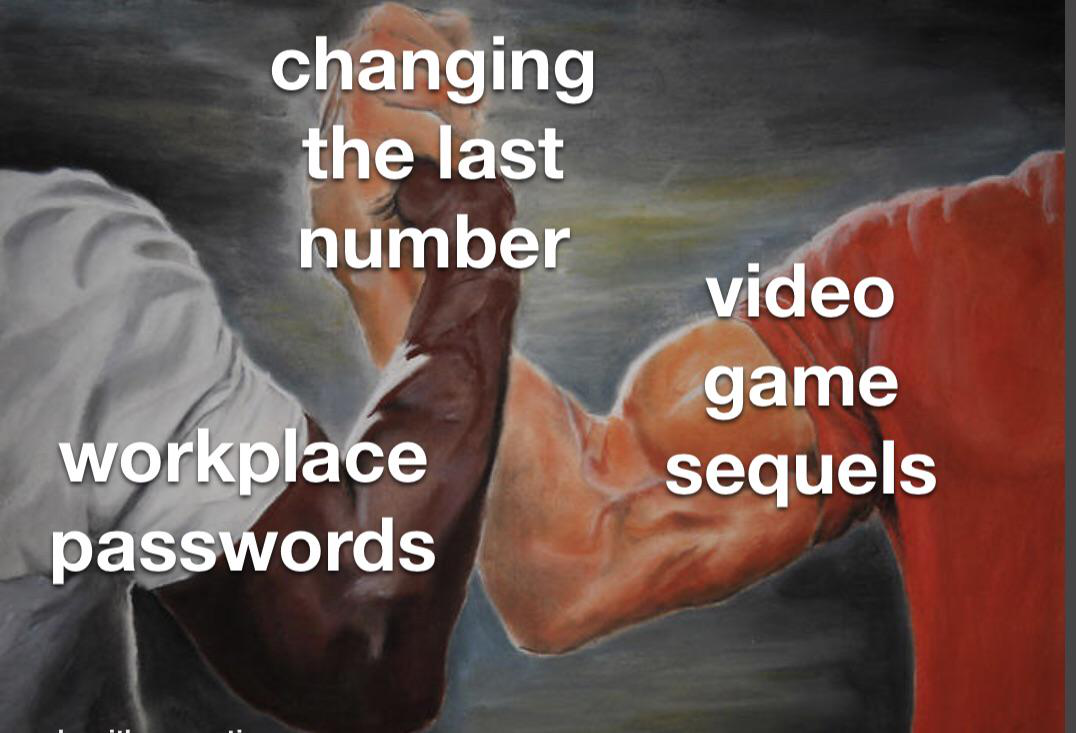 changing
the last
number
video
game
sequels
workplace
passwords